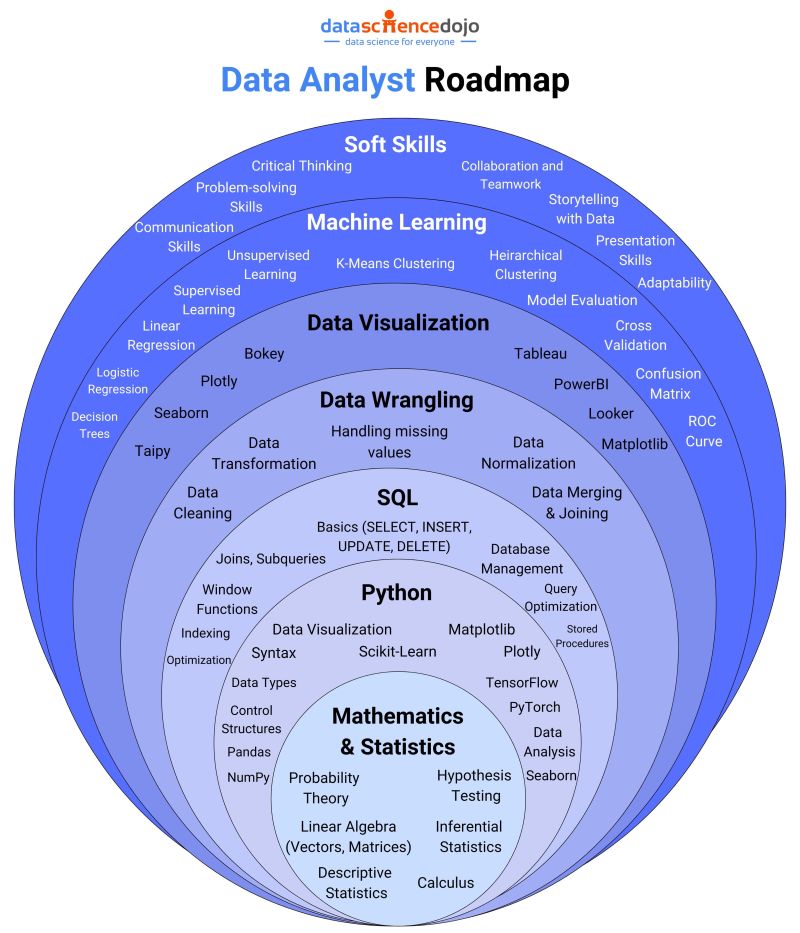 datasciencedojo
data science for everyone
Data Analyst Roadmap
Soft Skills
Critical Thinking
Problem-solving
Skills
Communication
Skills
Collaboration and
Teamwork
Storytelling
with Data
Presentation
Skills
Adaptability
Machine Learning
Unsupervised
Learning
K-Means Clustering
Heirarchical
Clustering
Supervised
Learning
Model Evaluation
Linear
Regression
Cross
Validation
Logistic
Regression
Confusion
Matrix
Decision
Trees
ROC
Curve
Data Visualization
Bokey
Tableau
Plotly
PowerBI
Seaborn
Looker
Taipy
Matplotlib
Data Wrangling
Handling missing
values
Data
Transformation
Data
Normalization
Data
Cleaning
Data Merging
& Joining
SQL
Basics (SELECT, INSERT,
UPDATE, DELETE)
Joins, Subqueries
Database
Management
Window
Functions
Query
Optimization
Indexing
Stored
Procedures
Optimization
Python
Data Visualization
Matplotlib
Syntax
Scikit-Learn
Plotly
Data Types
TensorFlow
Control
Structures
PyTorch
Pandas
Data
Analysis
NumPy
Seaborn
Mathematics
& Statistics
Probability
Theory
Hypothesis
Testing
Linear Algebra
(Vectors, Matrices)
Inferential
Statistics
Descriptive
Statistics
Calculus